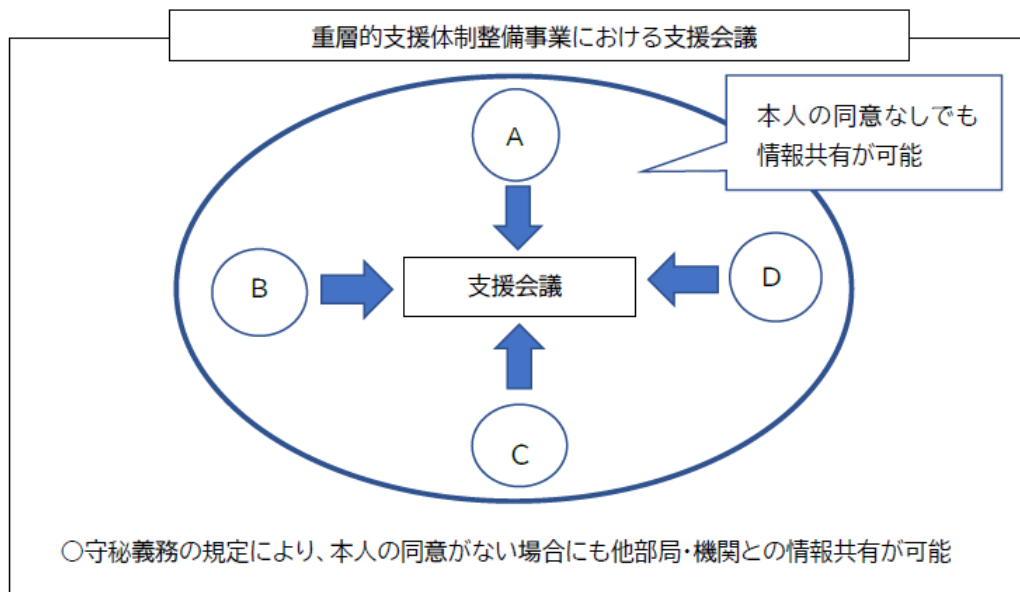 重層的支援体制整備事業における支援会議
本人の同意なしでも
情報共有が可能
A
B
支援会議
D
C
○守秘義務の規定により、本人の同意がない場合にも他部局・機関との情報共有が可能